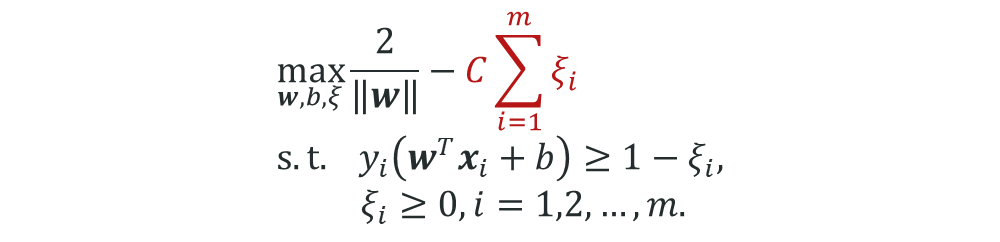 max_{w,b,ξ} 2/‖w‖ − C ∑_{i=1}^{m} ξ_i
s. t. y_i(w^T x_i + b) ≥ 1 − ξ_i,
ξ_i ≥ 0, i = 1,2, … , m.